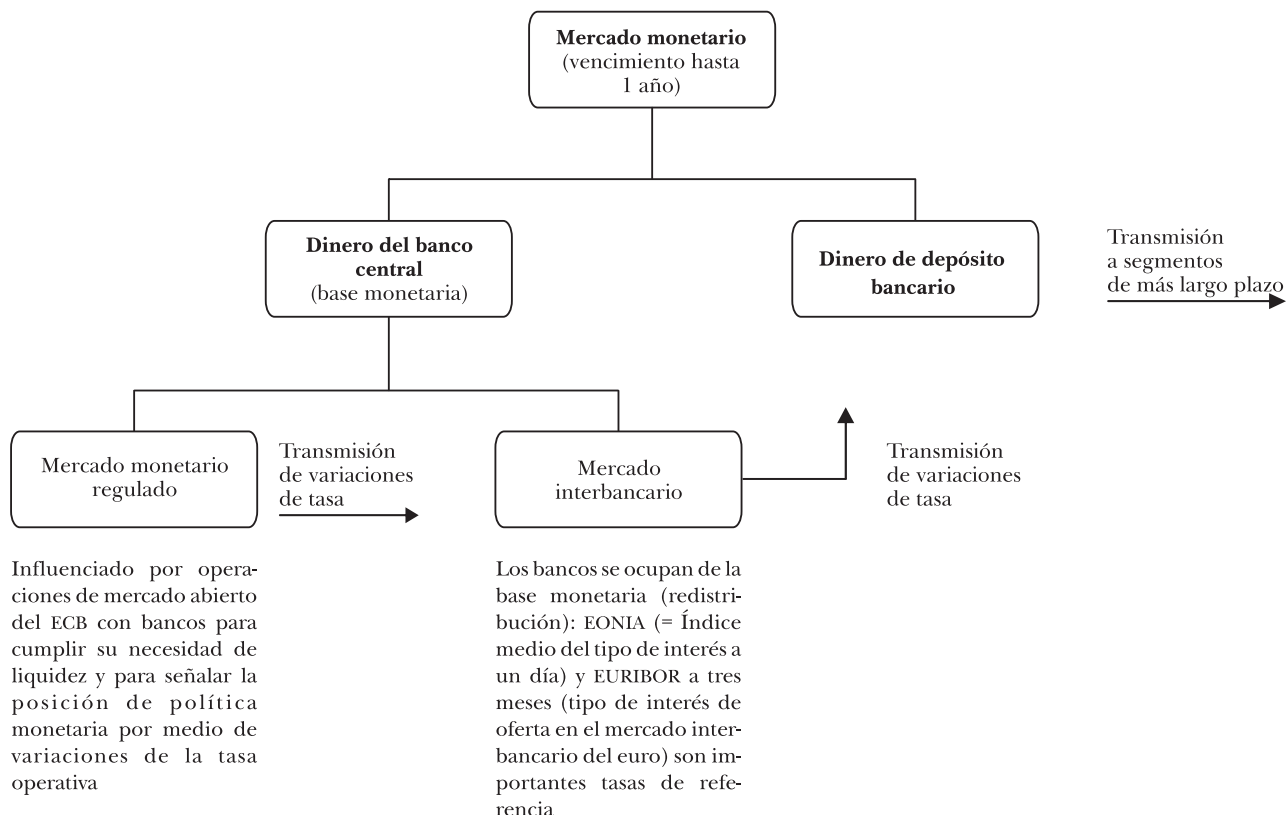 Mercado monetario
(vencimiento hasta
1 año)
Dinero del banco
central
(base monetaria)
Dinero de depósito
bancario
Transmisión
a segmentos
de más largo plazo
Mercado monetario
regulado
Transmisión
de variaciones
de tasa
Mercado
interbancario
Transmisión
de variaciones
de tasa
Influenciado por opera-
ciones de mercado abierto
del ECB con bancos para
cumplir su necesidad de
liquidez y para señalar la
posición de política
monetaria por medio de
variaciones de la tasa
operativa
Los bancos se ocupan de la
base monetaria (redistri-
bución): EONIA (= Índice
medio del tipo de interés a
un día) y EURIBOR a tres
meses (tipo de interés de
oferta en el mercado inter-
bancario del euro) son im-
portantes tasas de refe-
rencia